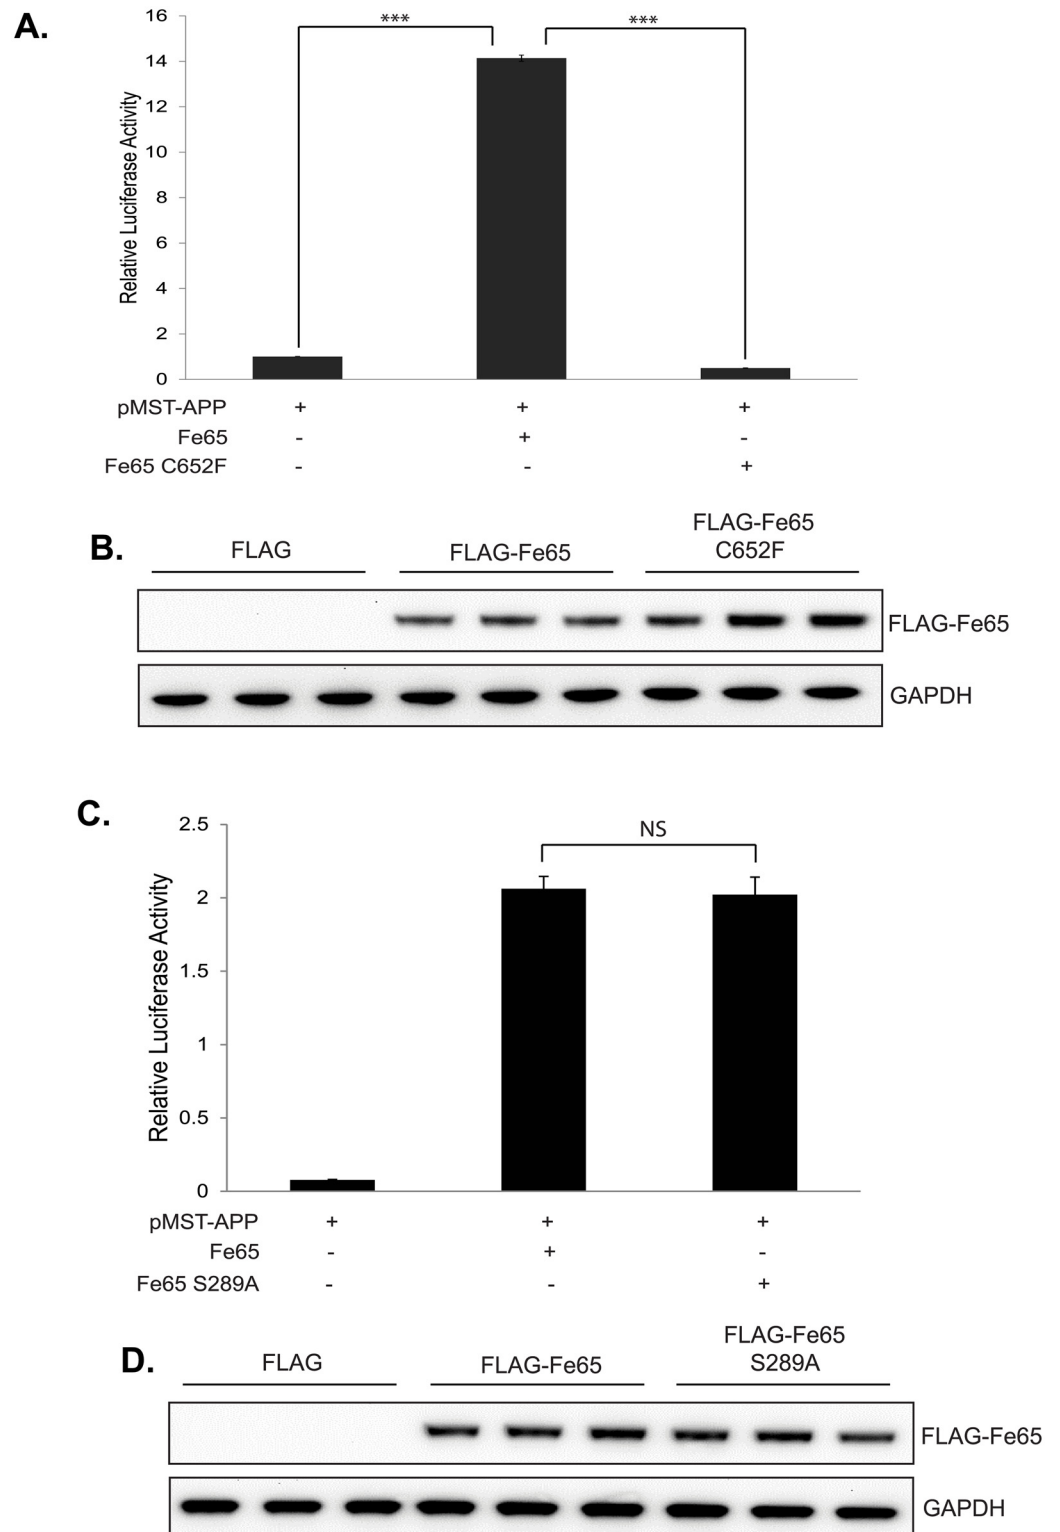 A.
16
14
12
10
8
6
4
2
0
Relative Luciferase Activity
*** ***
pMST-APP + + +
Fe65 - + -
Fe65 C652F - - +
B.
FLAG FLAG-Fe65 FLAG-Fe65
C652F
FLAG-Fe65
GAPDH
C.
2.5
2
1.5
1
0.5
0
Relative Luciferase Activity
NS
pMST-APP + + +
Fe65 - + -
Fe65 S289A - - +
D.
FLAG FLAG-Fe65 FLAG-Fe65
S289A
FLAG-Fe65
GAPDH